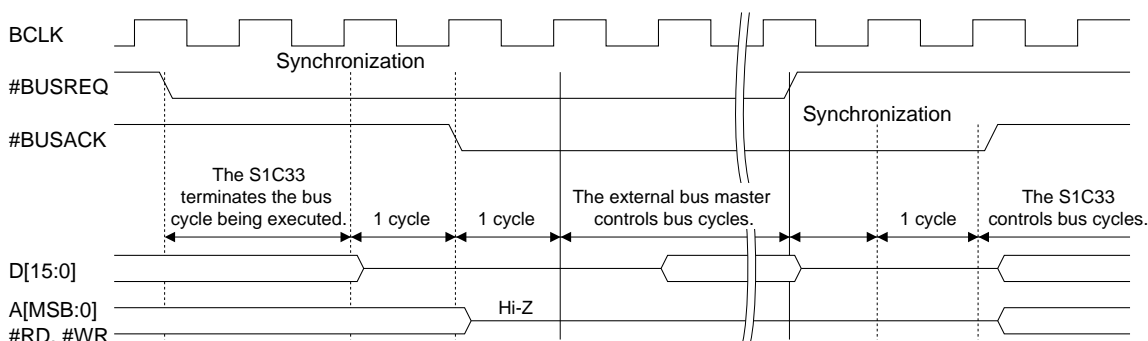 BCLK
Synchronization
#BUSREQ
Synchronization
#BUSACK
The S1C33
terminates the bus
cycle being executed.
1 cycle
1 cycle
The external bus master
controls bus cycles.
1 cycle
The S1C33
controls bus cycles.
D[15:0]
A[MSB:0]
Hi-Z
#RD, #WR